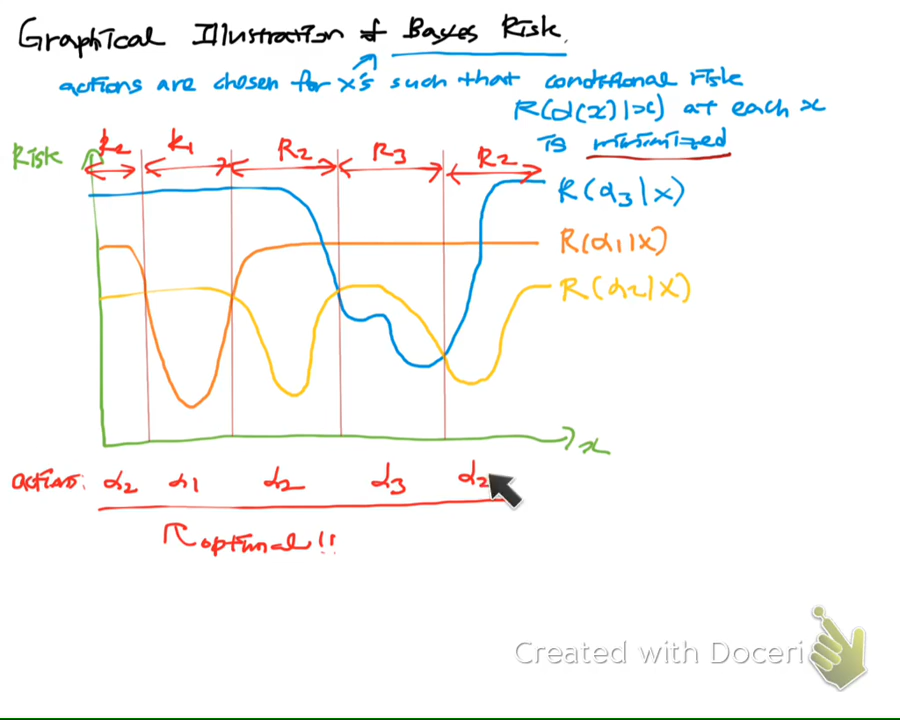 Graphical Illustration of Bayes Risk.
actions are chosen for x's such that conditional risk
R(α(x)|x) at each x
is minimized
Risk R2 R1 R2 R3 R2
R(α3|x)
R(α1|x)
R(α2|x)
x
action: α2 α1 α2 α3 α2
optimal!!
Created with Doceri